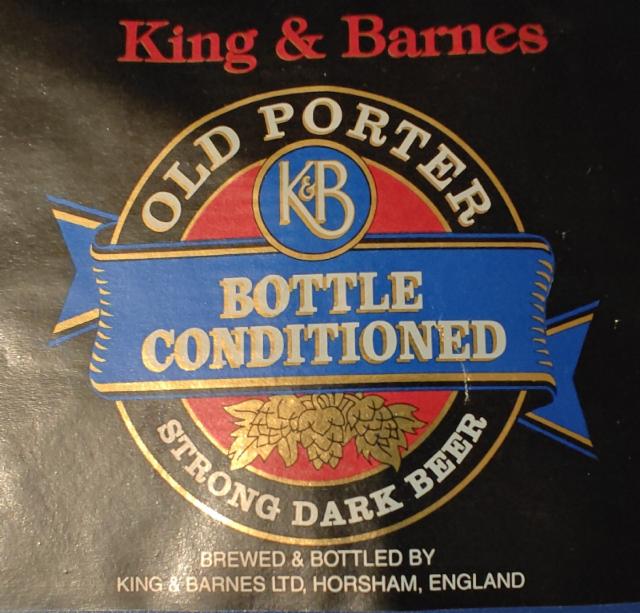 King & Barnes
OLD PORTER
K&B
BOTTLE
CONDITIONED
STRONG DARK BEER
BREWED & BOTTLED BY
KING & BARNES LTD, HORSHAM, ENGLAND